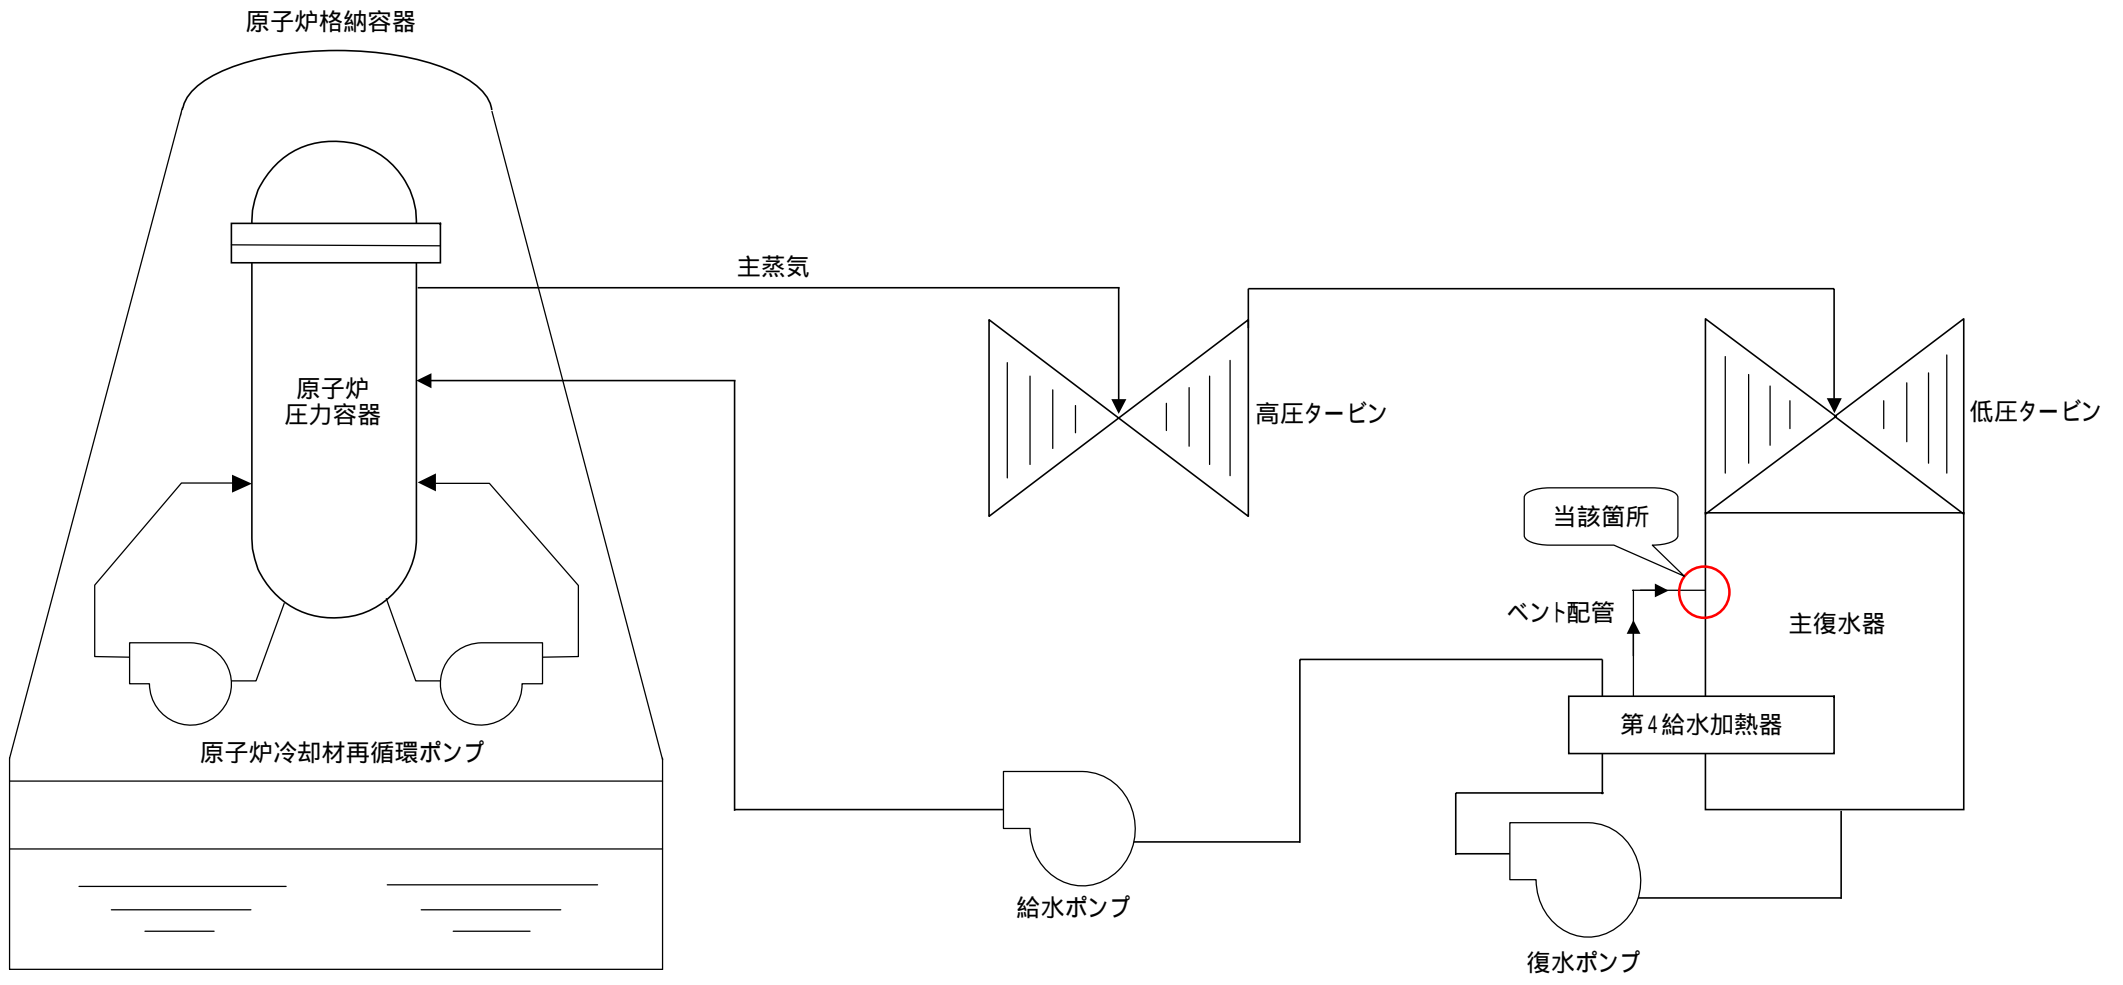 原子炉格納容器
主蒸気
原子炉
圧力容器
高圧タービン
低圧タービン
当該箇所
ベント配管
主復水器
第4給水加熱器
原子炉冷却材再循環ポンプ
給水ポンプ
復水ポンプ